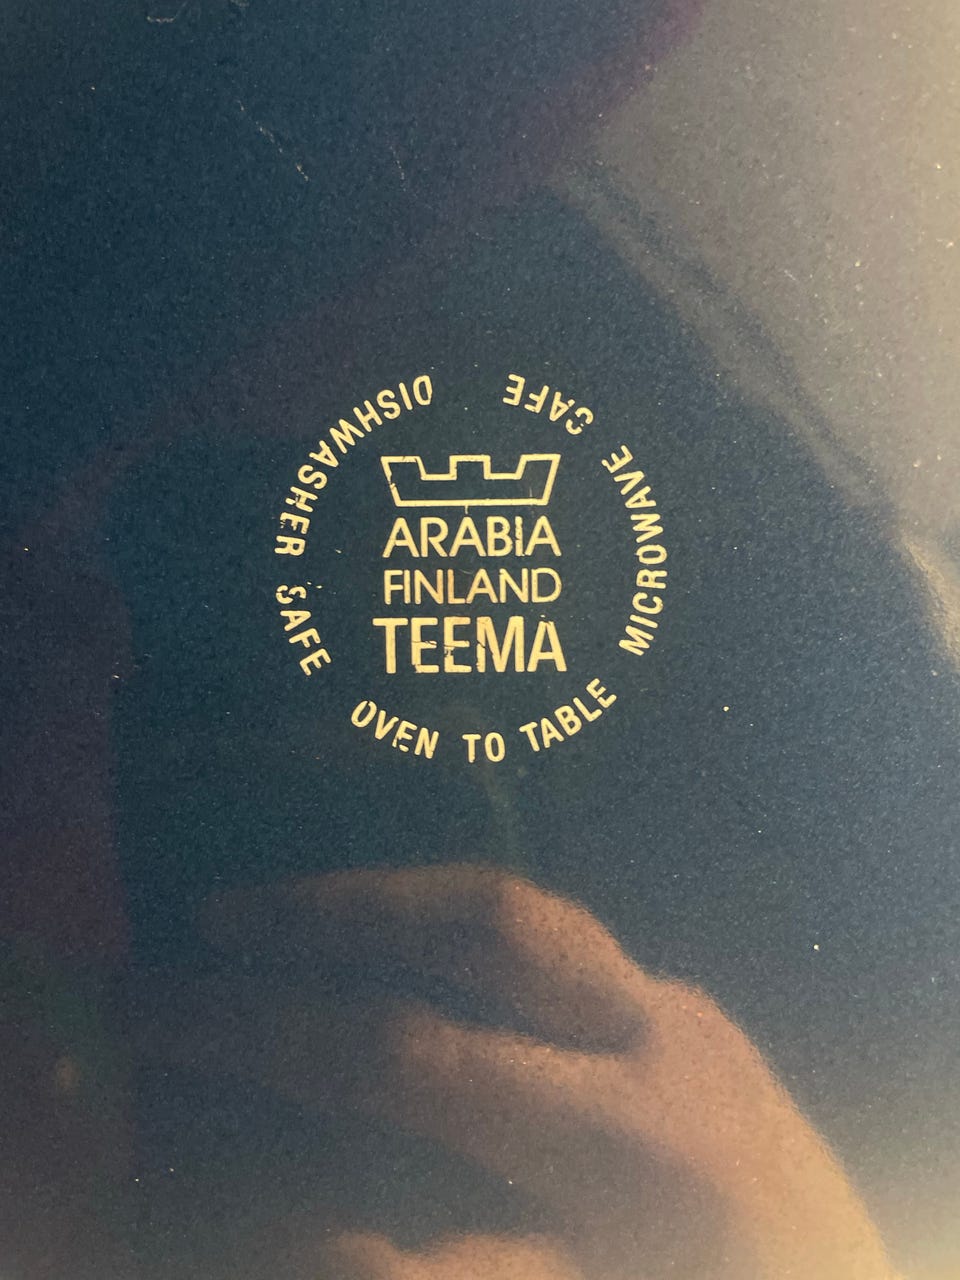 ARABIA
FINLAND
TEEMA
DISHWASHER SAFE
OVEN TO TABLE
MICROWAVE SAFE